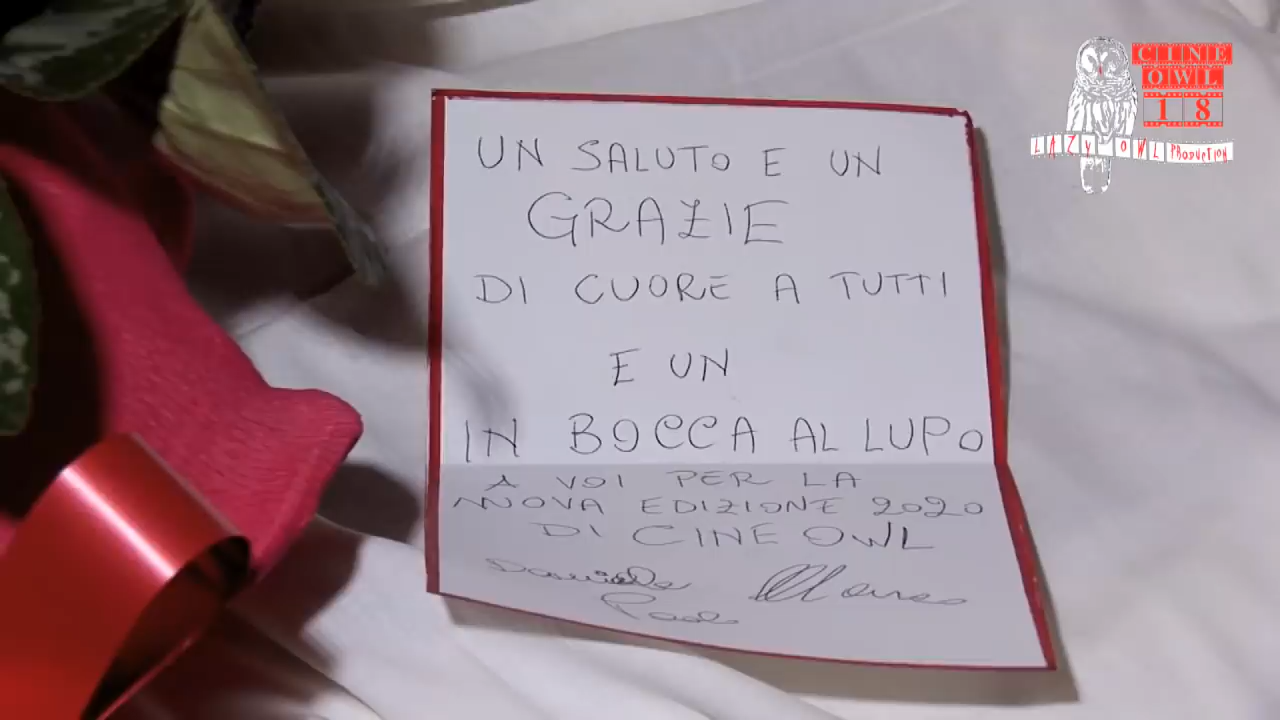 UN SALUTO E UN
GRAZIE
DI CUORE A TUTTI
E UN
IN BOCCA AL LUPO
A VOI PER LA
NUOVA EDIZIONE 2020
DI CINE OWL
Daniele
Paolo
CINE
OWL
18
LAZY OWL PRODUCTION